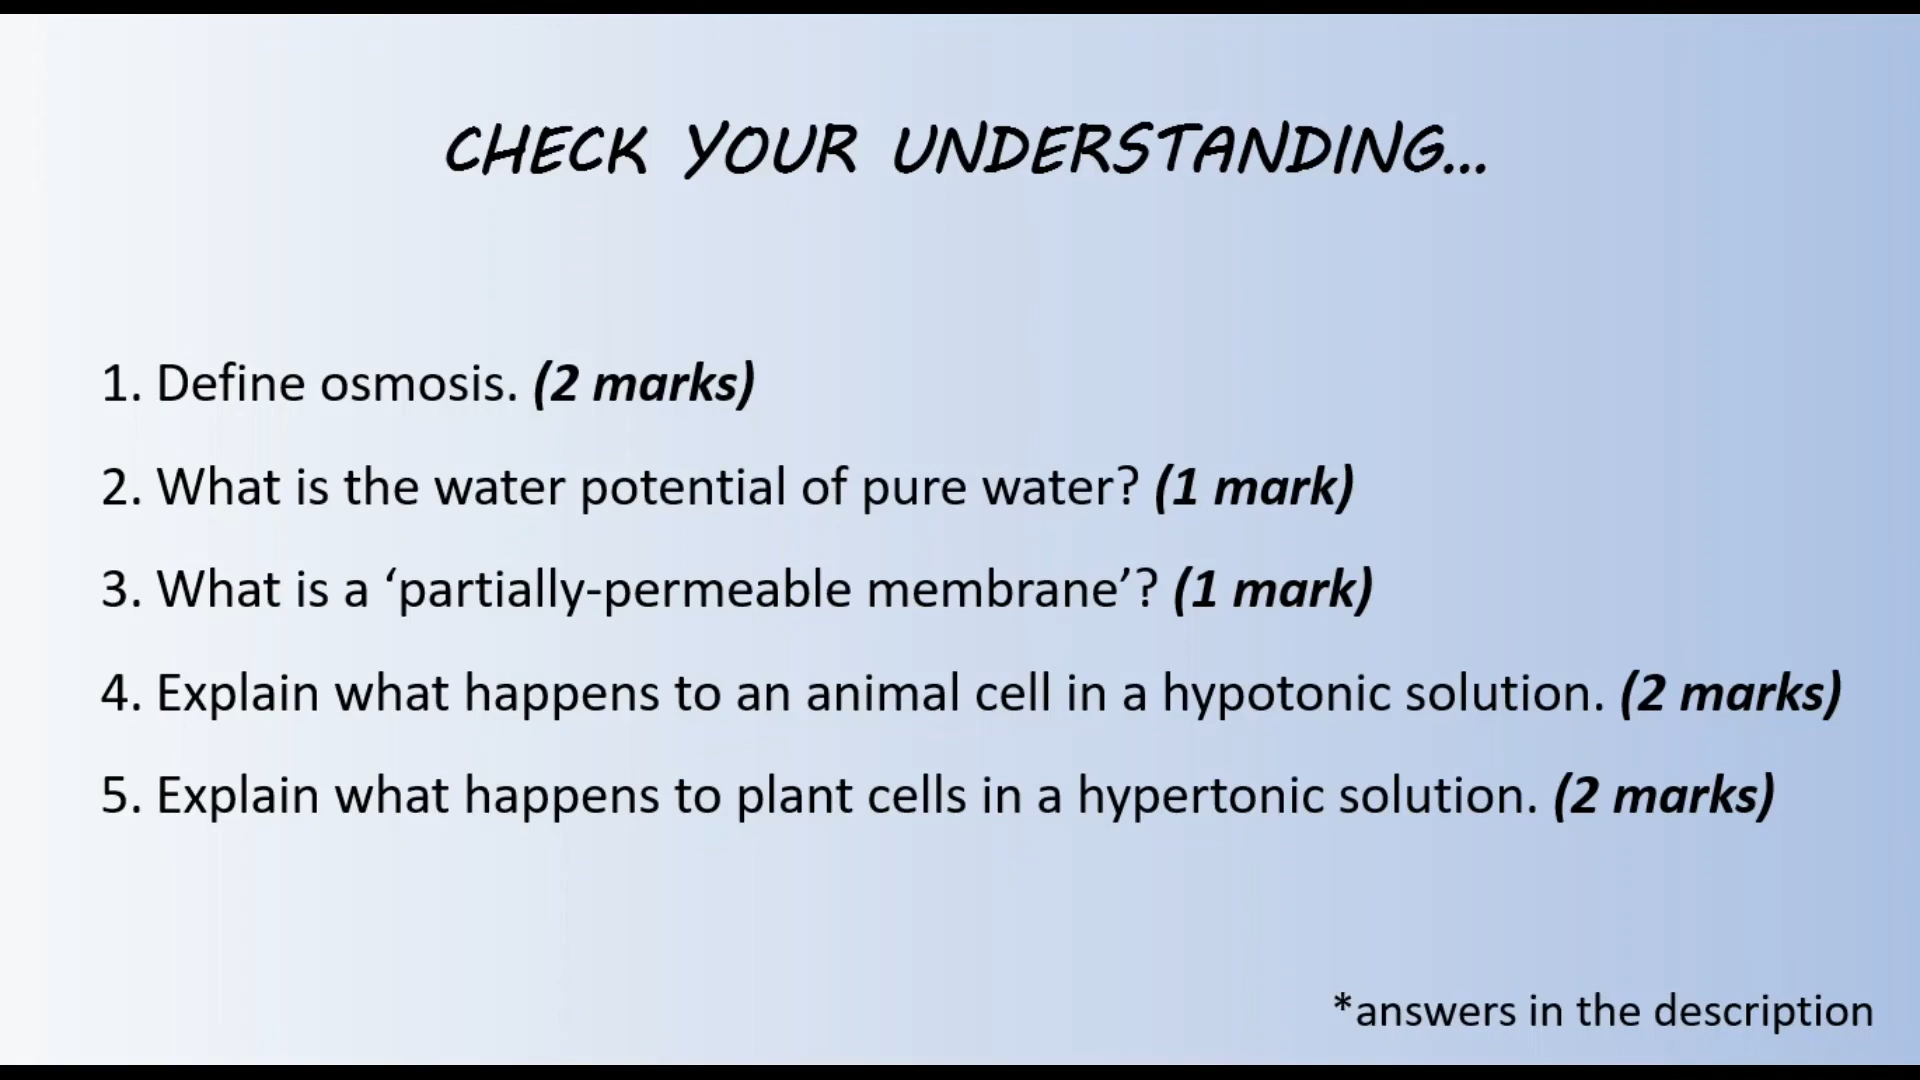 CHECK YOUR UNDERSTANDING...
1. Define osmosis. (2 marks)
2. What is the water potential of pure water? (1 mark)
3. What is a ‘partially-permeable membrane’? (1 mark)
4. Explain what happens to an animal cell in a hypotonic solution. (2 marks)
5. Explain what happens to plant cells in a hypertonic solution. (2 marks)
*answers in the description